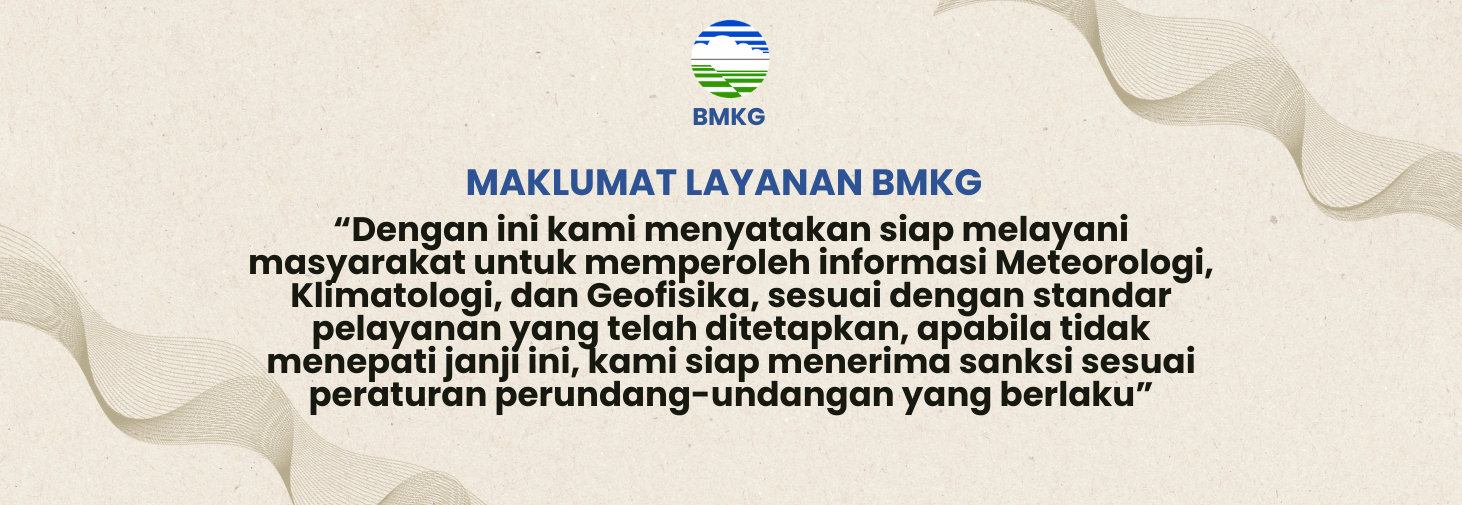 BMKG
MAKLUMAT LAYANAN BMKG
“Dengan ini kami menyatakan siap melayani
masyarakat untuk memperoleh informasi Meteorologi,
Klimatologi, dan Geofisika, sesuai dengan standar
pelayanan yang telah ditetapkan, apabila tidak
menepati janji ini, kami siap menerima sanksi sesuai
peraturan perundang-undangan yang berlaku”